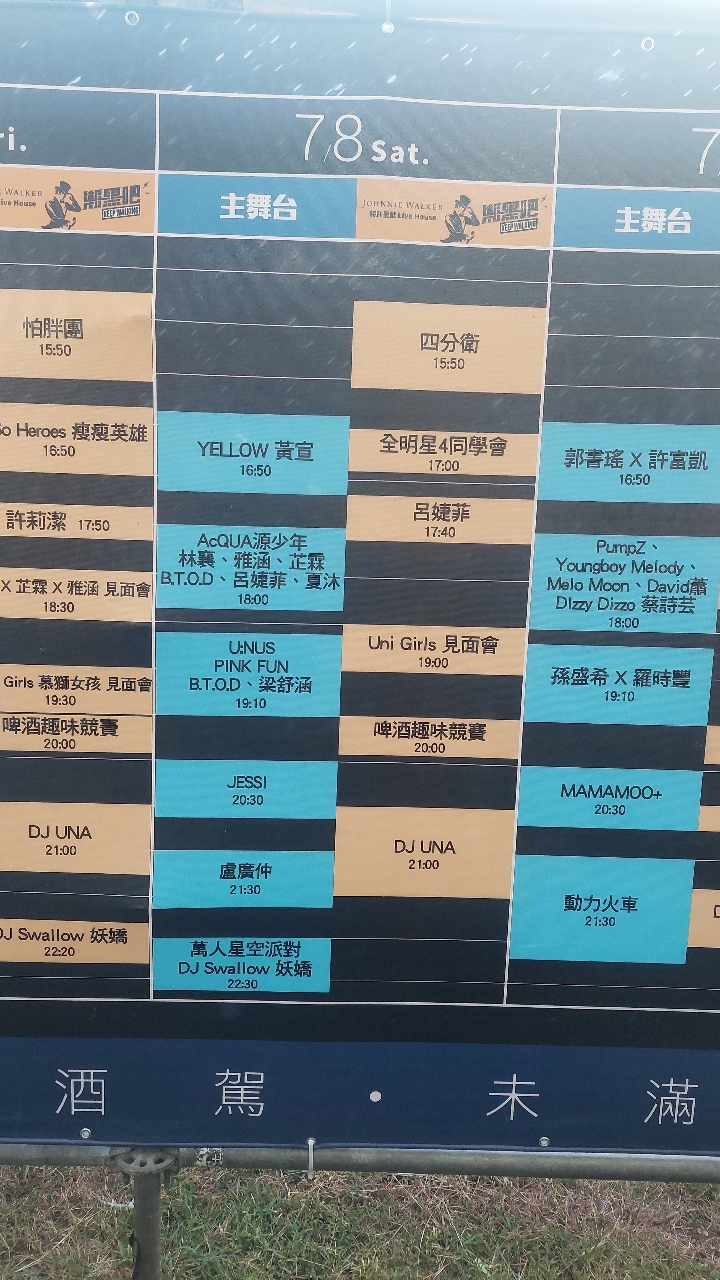 ri.
WALKER
Live House
潮黑吧
KEEP WALKING
怕胖團
15:50
So Heroes 瘦瘦英雄
16:50
許莉潔 17:50
X 芷霖 X 雅涵 見面會
18:30
Girls 慕獅女孩 見面會
19:30
啤酒趣味競賽
20:00
DJ UNA
21:00
DJ Swallow 妖嬌
22:20
7/8 Sat.
主舞台
YELLOW 黃宣
16:50
AcQUA源少年
林襄、雅涵、芷霖
B.T.O.D、呂婕菲、夏沐
18:00
U:NUS
PINK FUN
B.T.O.D、梁舒涵
19:10
JESSI
20:30
盧廣仲
21:30
萬人星空派對
DJ Swallow 妖嬌
22:30
JOHNNIE WALKER
Live House
潮黑吧
KEEP WALKING
四分衛
15:50
全明星4同學會
17:00
呂婕菲
17:40
Uni Girls 見面會
19:00
啤酒趣味競賽
20:00
DJ UNA
21:00
7
主舞台
郭書瑤 X 許富凱
16:50
PumpZ、
Youngboy Melody、
Melo Moon、David蕭
DIzzy Dizzo 蔡詩芸
18:00
孫盛希 X 羅時豐
19:10
MAMAMOO+
20:30
動力火車
21:30
酒 駕 · 未 滿